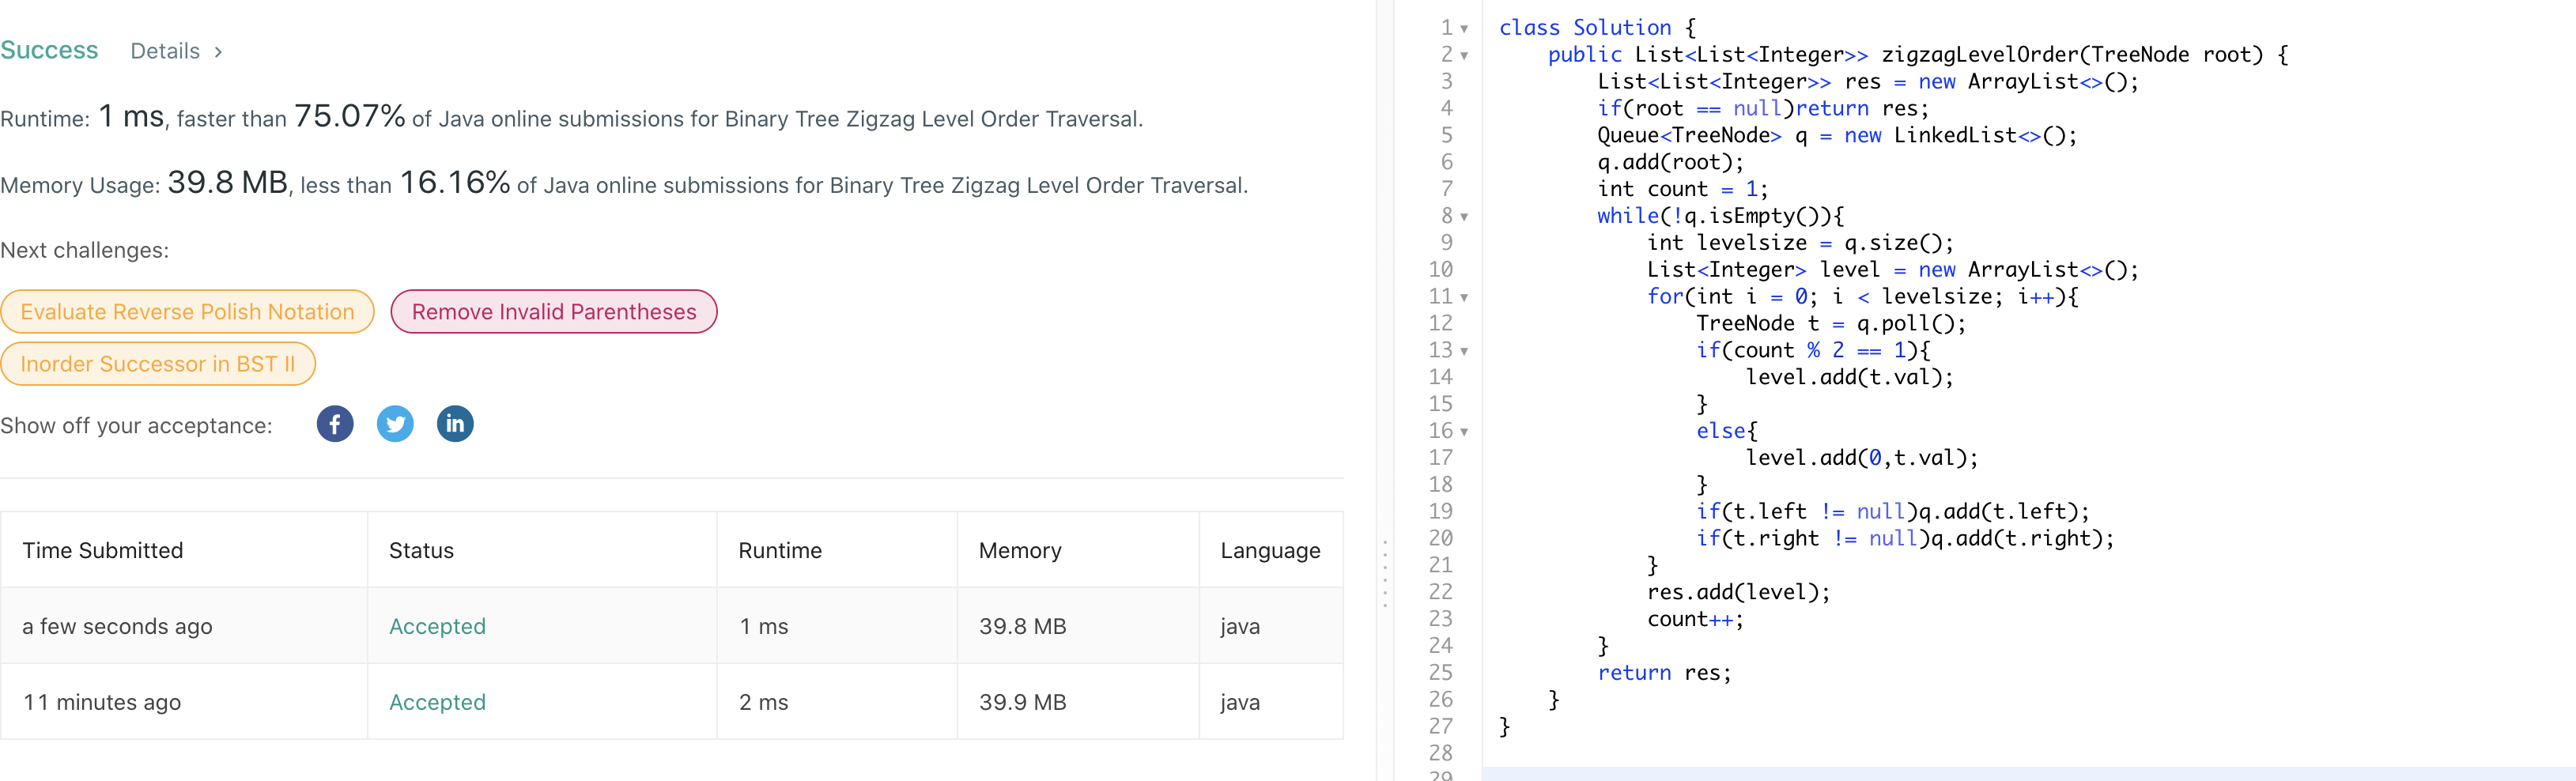 Success Details >
Runtime: 1 ms, faster than 75.07% of Java online submissions for Binary Tree Zigzag Level Order Traversal.
Memory Usage: 39.8 MB, less than 16.16% of Java online submissions for Binary Tree Zigzag Level Order Traversal.
Next challenges:
Evaluate Reverse Polish Notation Remove Invalid Parentheses
Inorder Successor in BST II
Show off your acceptance: f in
Time Submitted Status Runtime Memory Language
a few seconds ago Accepted 1 ms 39.8 MB java
11 minutes ago Accepted 2 ms 39.9 MB java
1 class Solution {
2     public List<List<Integer>> zigzagLevelOrder(TreeNode root) {
3         List<List<Integer>> res = new ArrayList<>();
4         if(root == null)return res;
5         Queue<TreeNode> q = new LinkedList<>();
6         q.add(root);
7         int count = 1;
8         while(!q.isEmpty()){
9             int levelsize = q.size();
10             List<Integer> level = new ArrayList<>();
11             for(int i = 0; i < levelsize; i++){
12                 TreeNode t = q.poll();
13                 if(count % 2 == 1){
14                     level.add(t.val);
15                 }
16                 else{
17                     level.add(0,t.val);
18                 }
19                 if(t.left != null)q.add(t.left);
20                 if(t.right != null)q.add(t.right);
21             }
22             res.add(level);
23             count++;
24         }
25         return res;
26     }
27 }
28
29